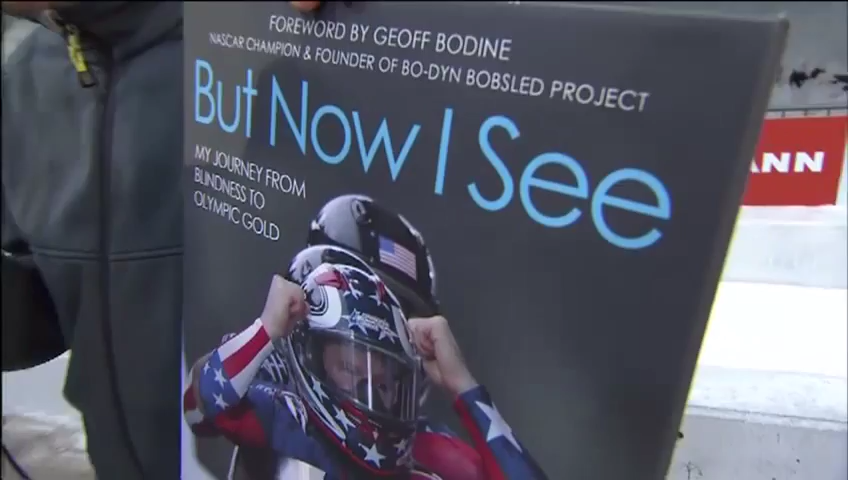 FOREWORD BY GEOFF BODINE
NASCAR CHAMPION & FOUNDER OF BO-DYN BOBSLED PROJECT
But Now I See
MY JOURNEY FROM
BLINDNESS TO
OLYMPIC GOLD
ANN